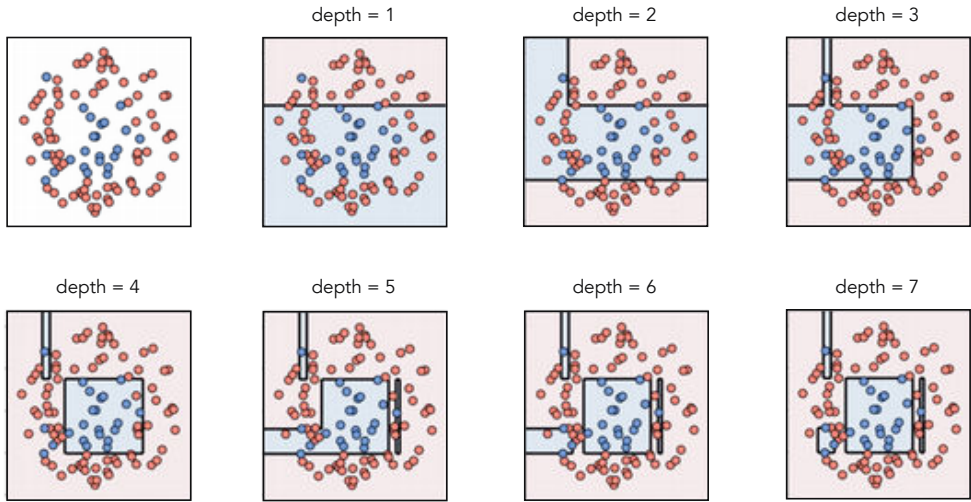 depth = 1
depth = 2
depth = 3
depth = 4
depth = 5
depth = 6
depth = 7